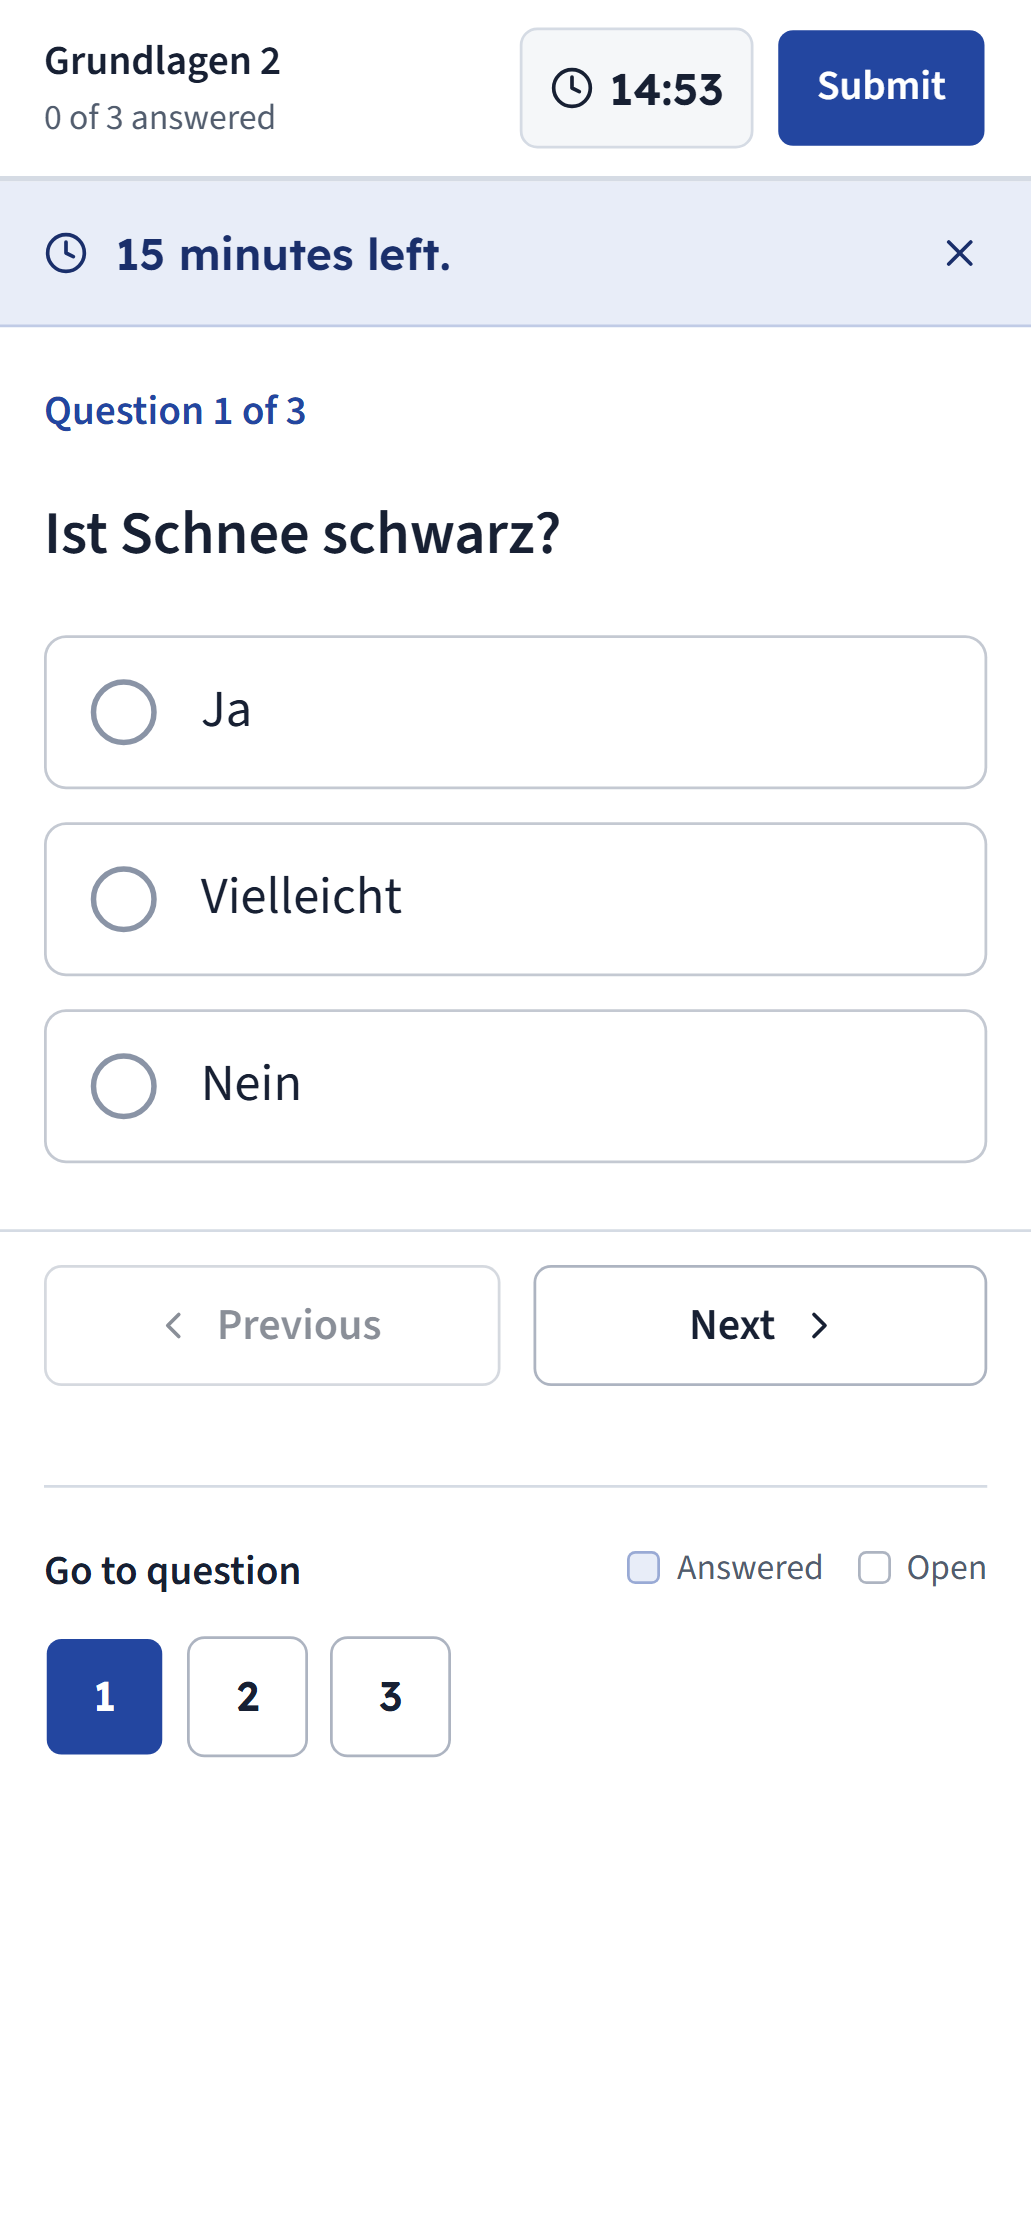 Grundlagen 2
0 of 3 answered
14:53
Submit
15 minutes left.
Question 1 of 3
Ist Schnee schwarz?
Ja
Vielleicht
Nein
Previous
Next
Go to question
Answered
Open
1
2
3